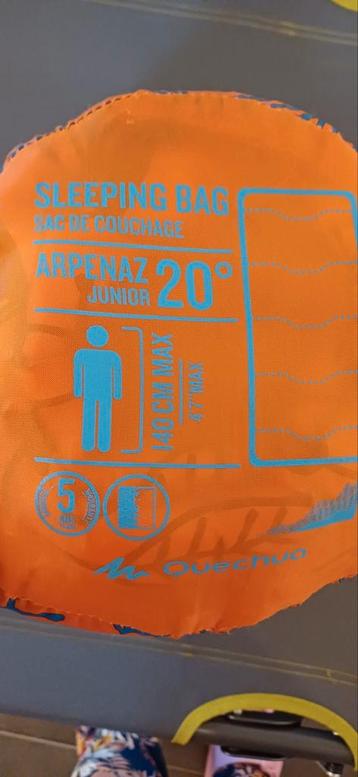 SLEEPING BAG
SAC DE COUCHAGE
ARPENAZ
JUNIOR
20°
140 CM MAX
4'7" MAX
5
Quechua